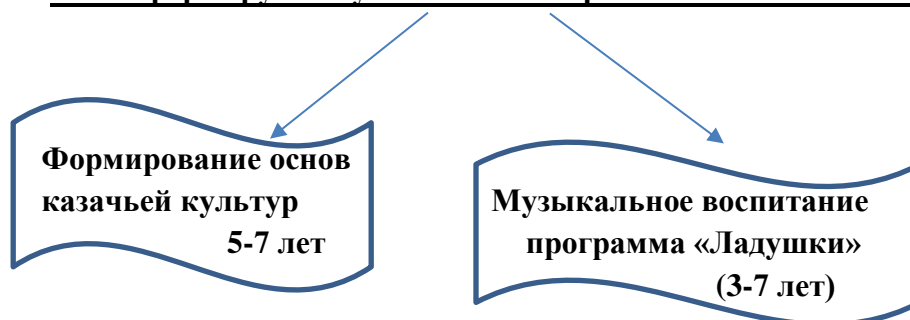 Формирование основ
казачьей культур
5-7 лет
Музыкальное воспитание
программа «Ладушки»
(3-7 лет)